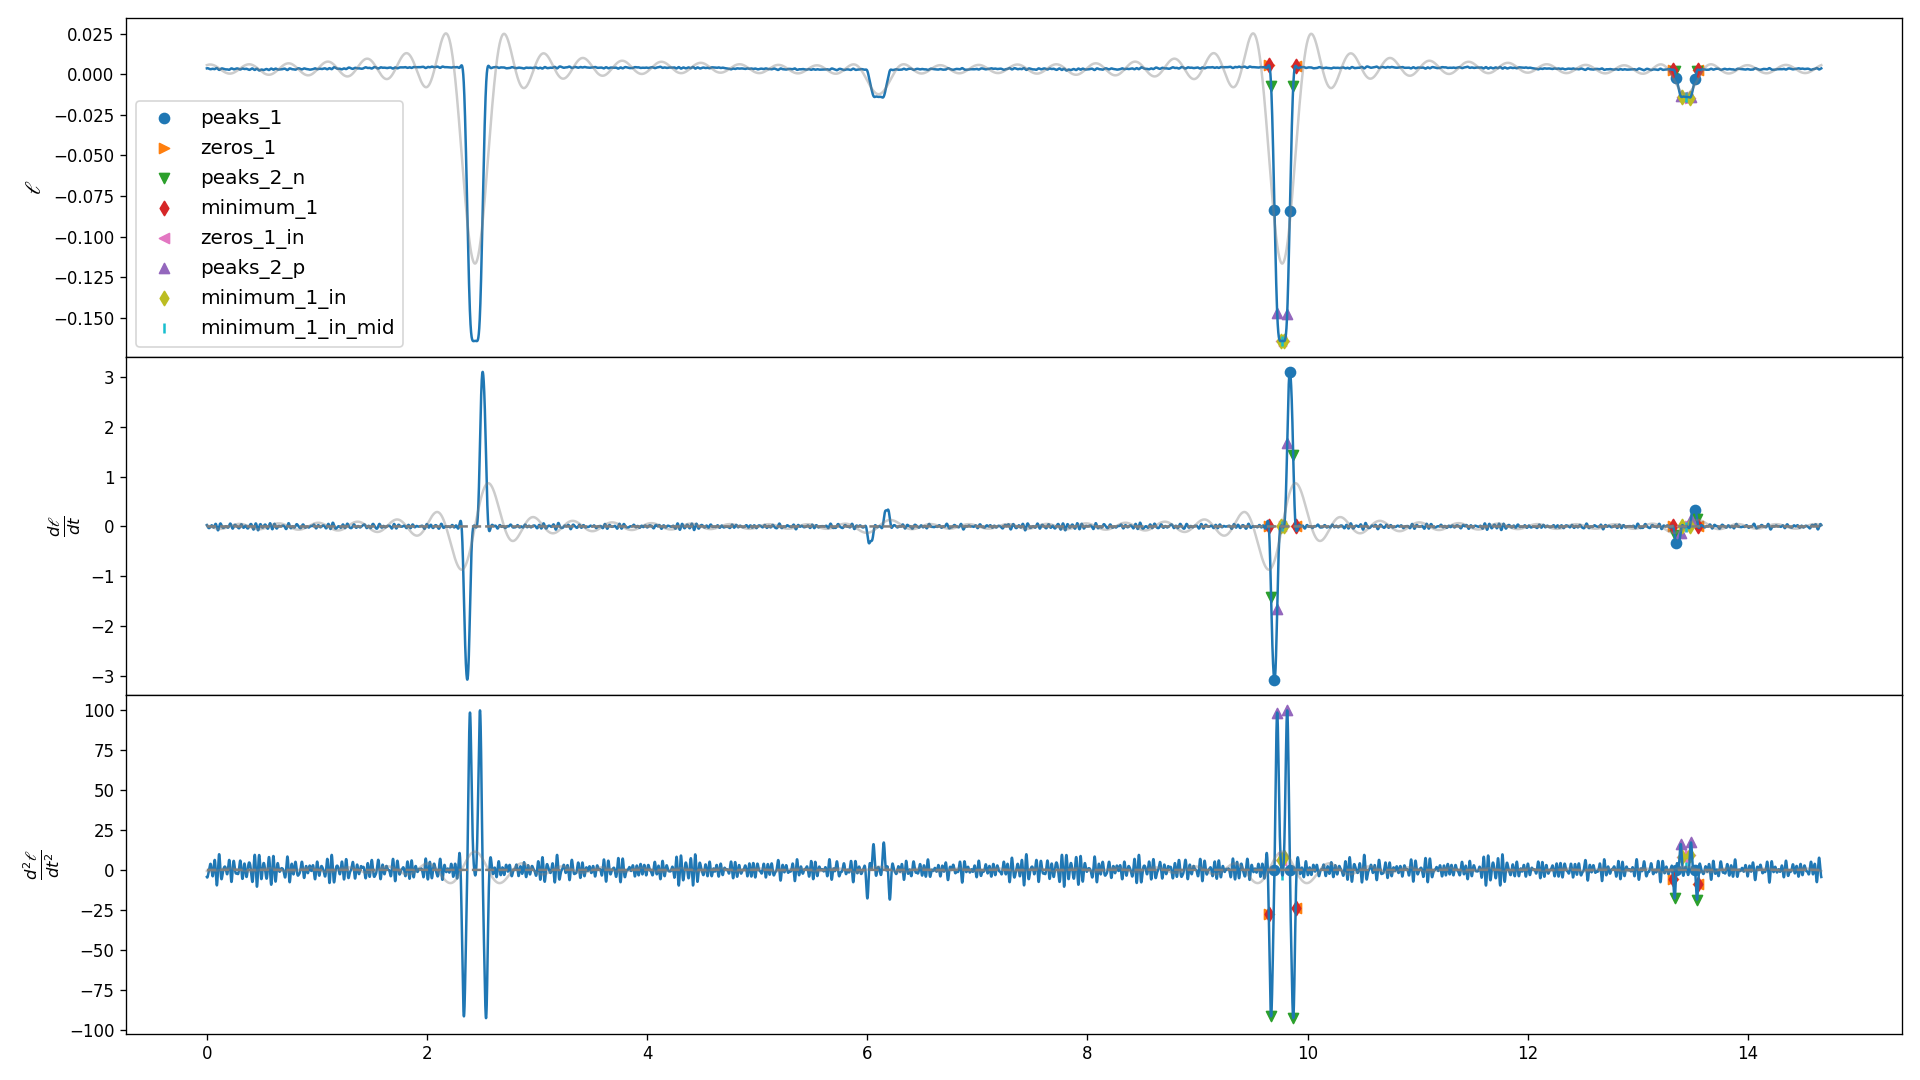 0.025
0.000
−0.025
−0.050
−0.075
−0.100
−0.125
−0.150
ℓ
peaks_1
zeros_1
peaks_2_n
minimum_1
zeros_1_in
peaks_2_p
minimum_1_in
minimum_1_in_mid
3
2
1
0
−1
−2
−3
dℓ
dt
100
75
50
25
0
−25
−50
−75
−100
d²ℓ
dt²
0 2 4 6 8 10 12 14